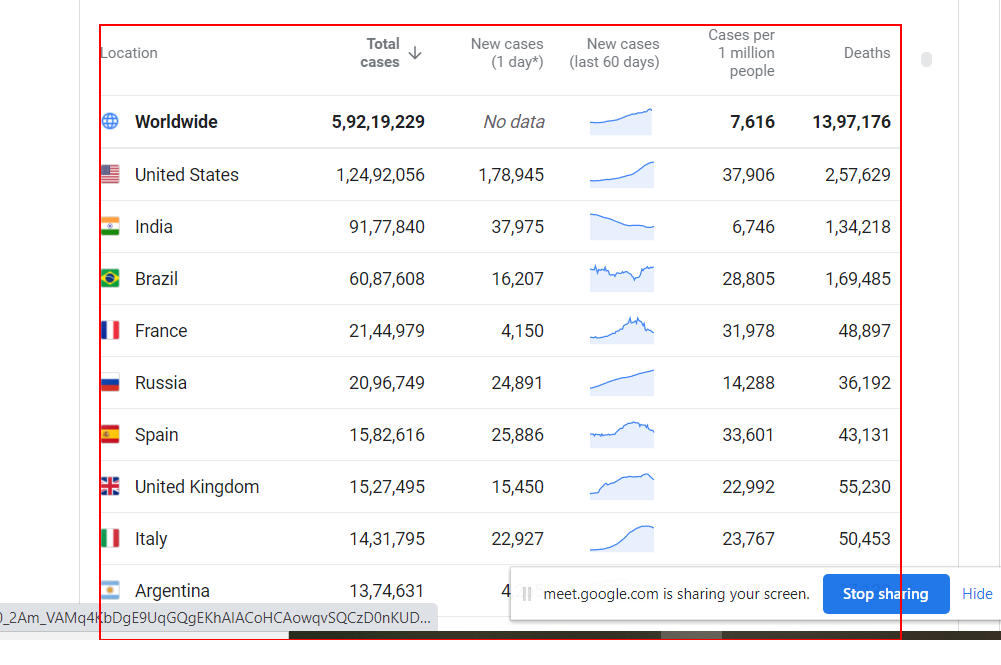 Location Total cases New cases (1 day*) New cases (last 60 days) Cases per 1 million people Deaths
Worldwide 5,92,19,229 No data 7,616 13,97,176
United States 1,24,92,056 1,78,945 37,906 2,57,629
India 91,77,840 37,975 6,746 1,34,218
Brazil 60,87,608 16,207 28,805 1,69,485
France 21,44,979 4,150 31,978 48,897
Russia 20,96,749 24,891 14,288 36,192
Spain 15,82,616 25,886 33,601 43,131
United Kingdom 15,27,495 15,450 22,992 55,230
Italy 14,31,795 22,927 23,767 50,453
Argentina 13,74,631
meet.google.com is sharing your screen. Stop sharing Hide